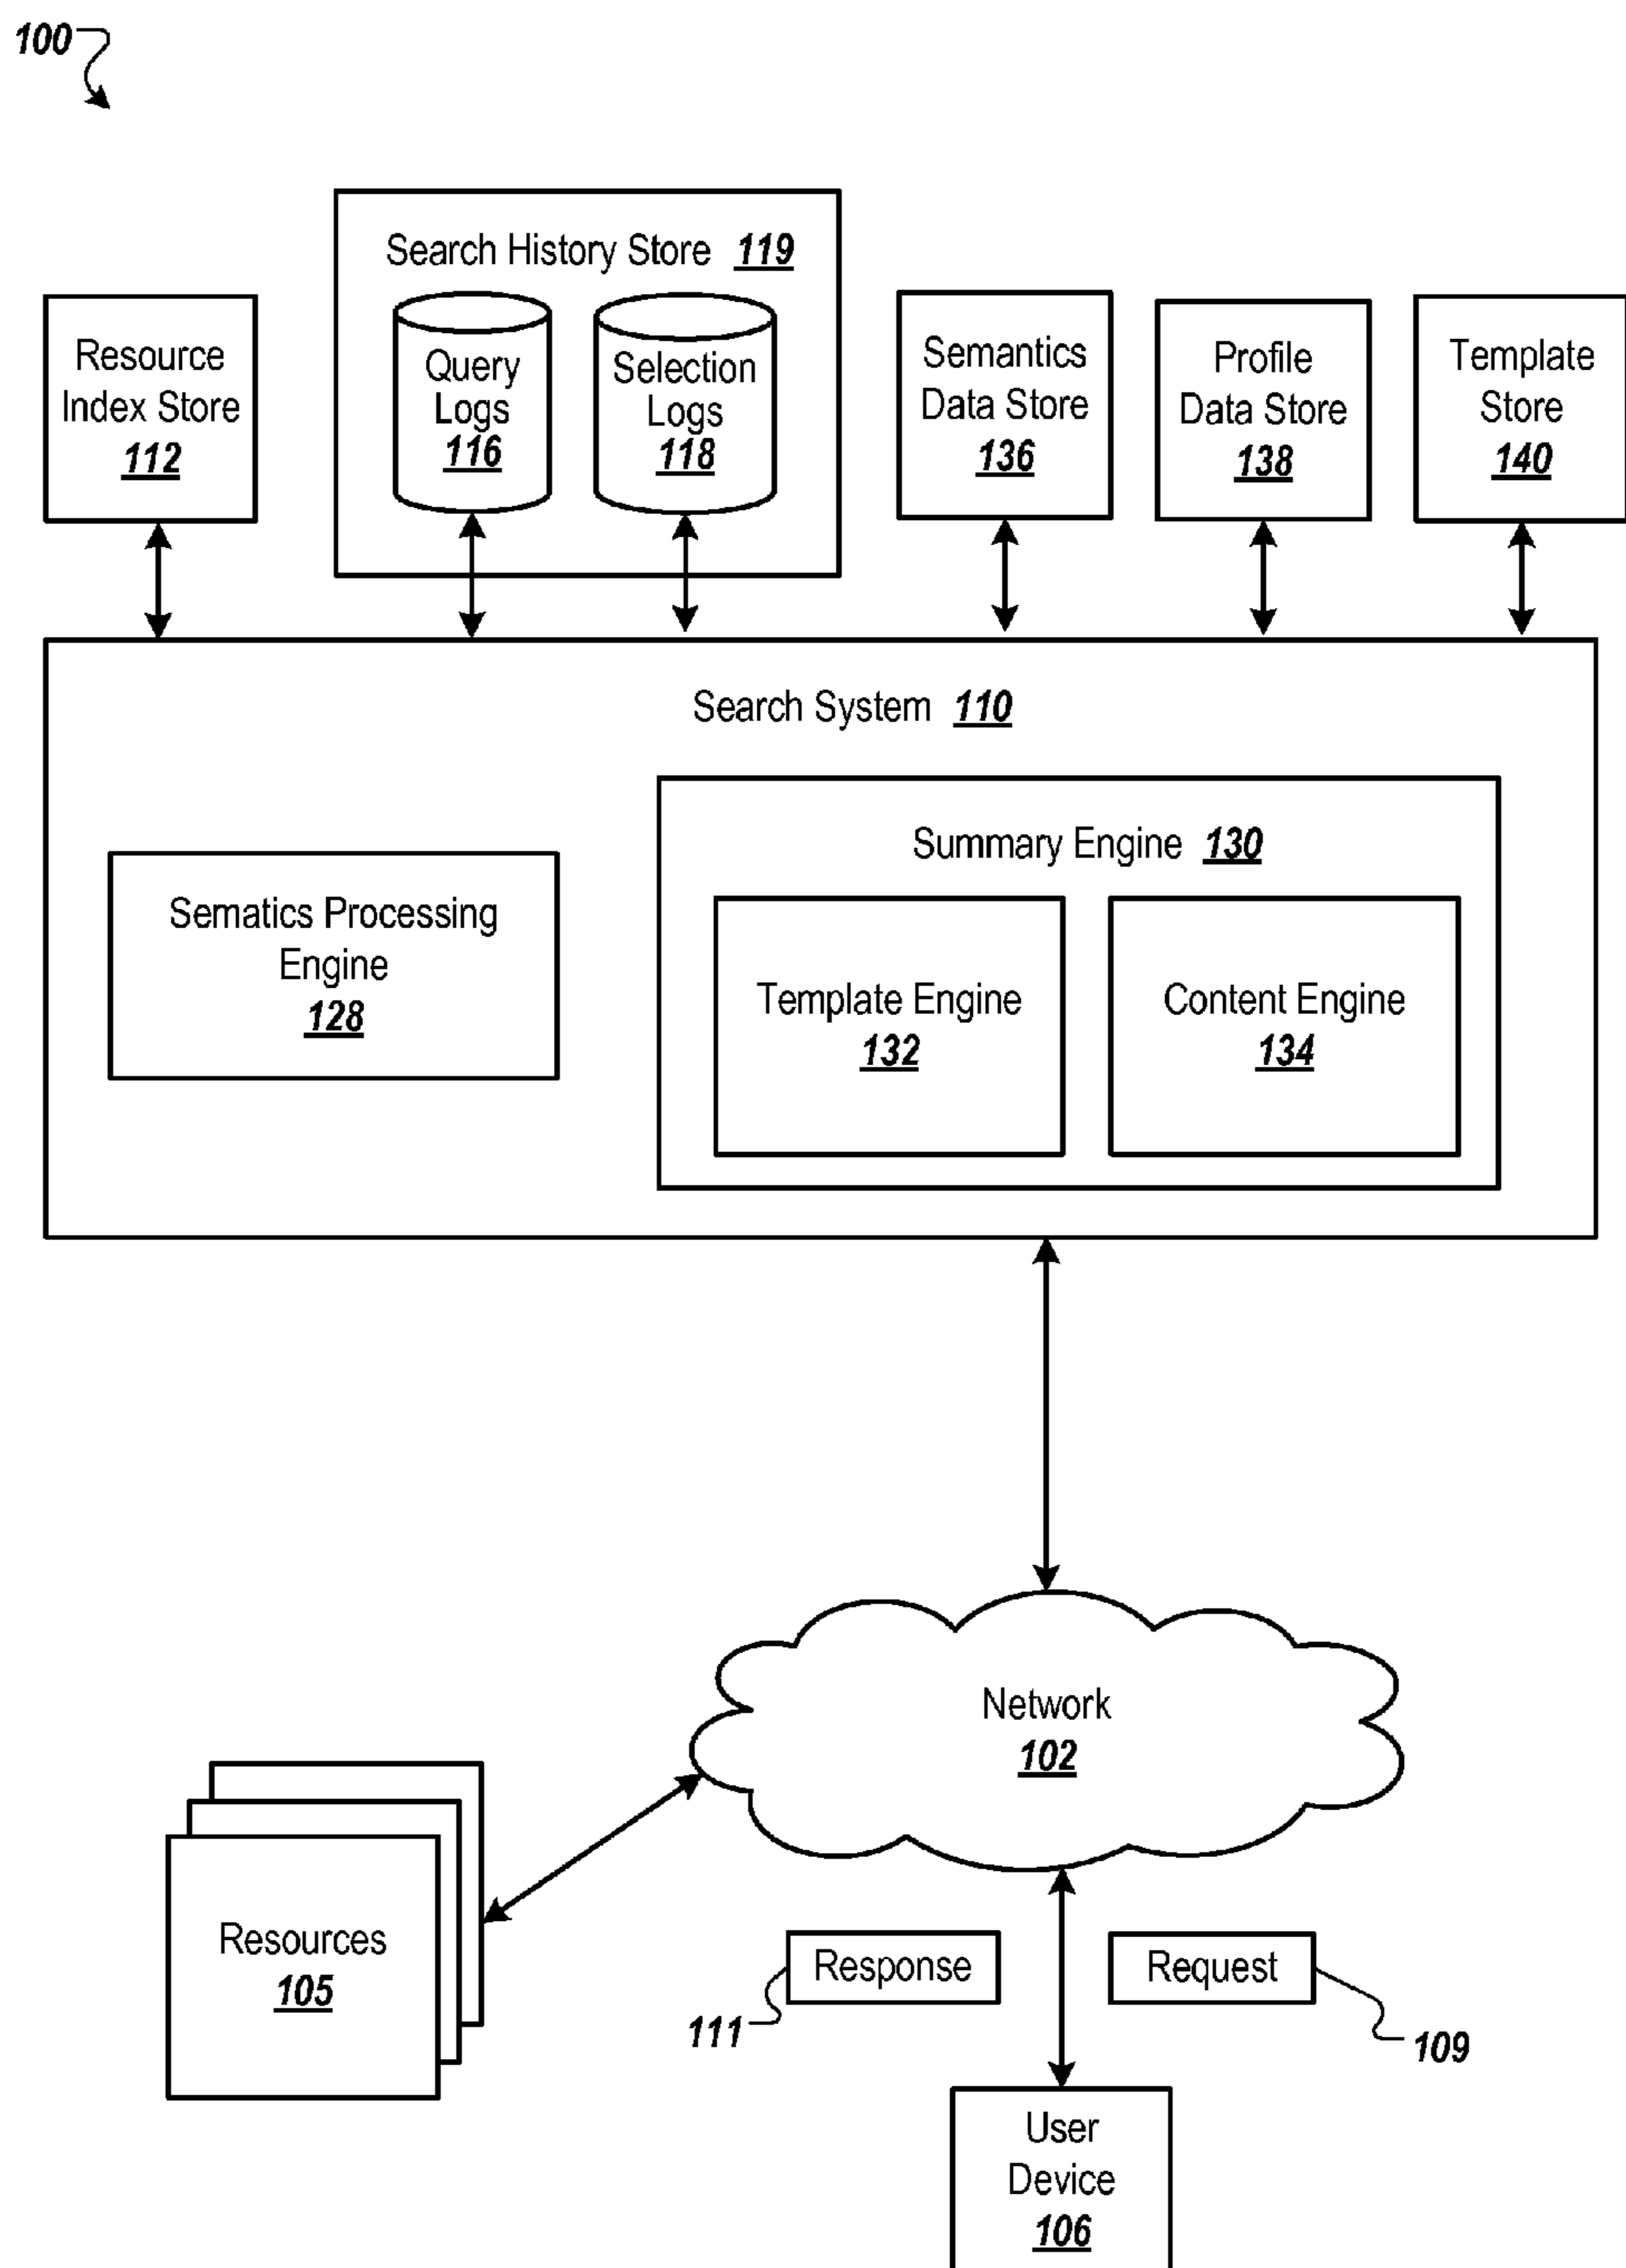 100
Search History Store 119
Resource
Index Store
112
Query
Logs
116
Selection
Logs
118
Semantics
Data Store
136
Profile
Data Store
138
Template
Store
140
Search System 110
Summary Engine 130
Sematics Processing
Engine
128
Template Engine
132
Content Engine
134
Network
102
Resources
105
Response
111
Request
109
User
Device
106